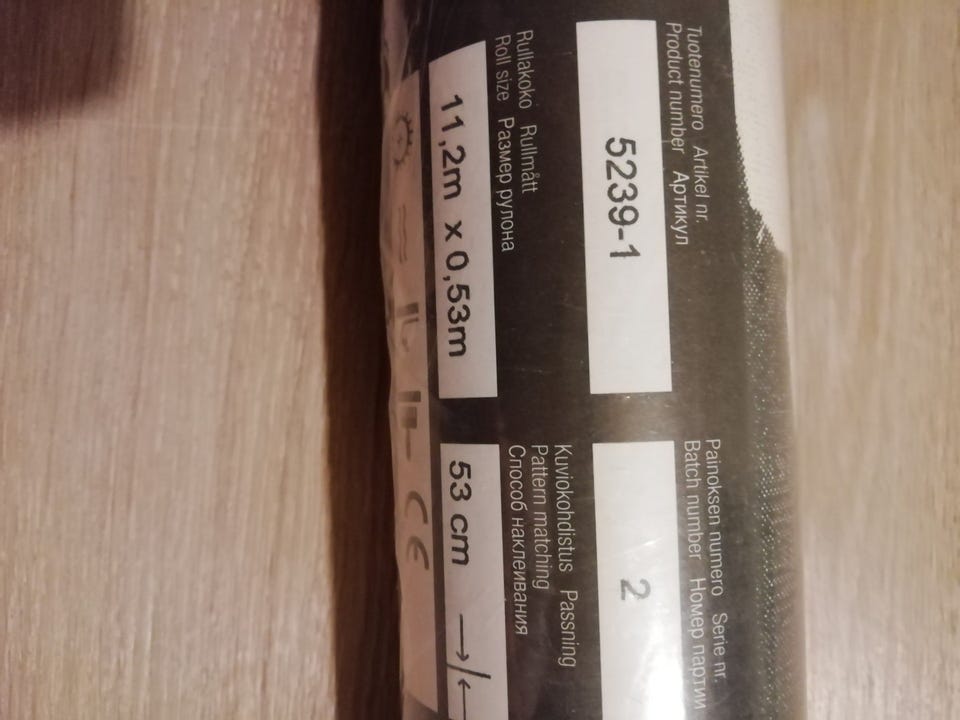 Tuotenumero Artikel nr.
Product number Артикул
5239-1
Painoksen numero Serie nr.
Batch number Номер партии
2
Rullakoko Rullmått
Roll size Размер рулона
11,2m x 0,53m
Kuviokohdistus Passning
Pattern matching
Способ наклеивания
53 cm →/←
CE